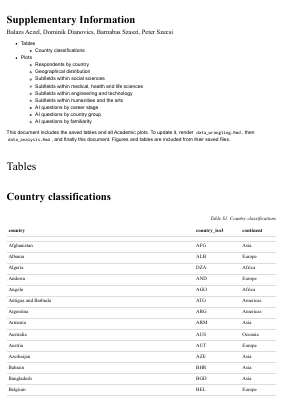 Supplementary Information
Balazs Aczel, Dominik Dianovics, Barnabas Szaszi, Peter Szecsi
Tables
Country classifications
Plots
Respondents by country
Geographical distribution
Subfields within social sciences
Subfields within medical, health and life sciences
Subfields within engineering and technology
Subfields within humanities and the arts
AI questions by career stage
AI questions by country group
AI questions by familiarity
This document includes the saved tables and all Academic plots. To update it, render data_wrangling.Rmd, then
data_analysis.Rmd, and finally this document. Figures and tables are included from their saved files.
Tables
Country classifications
Table S1. Country classifications
country country_iso3 continent
Afghanistan AFG Asia
Albania ALB Europe
Algeria DZA Africa
Andorra AND Europe
Angola AGO Africa
Antigua and Barbuda ATG Americas
Argentina ARG Americas
Armenia ARM Asia
Australia AUS Oceania
Austria AUT Europe
Azerbaijan AZE Asia
Bahrain BHR Asia
Bangladesh BGD Asia
Belgium BEL Europe